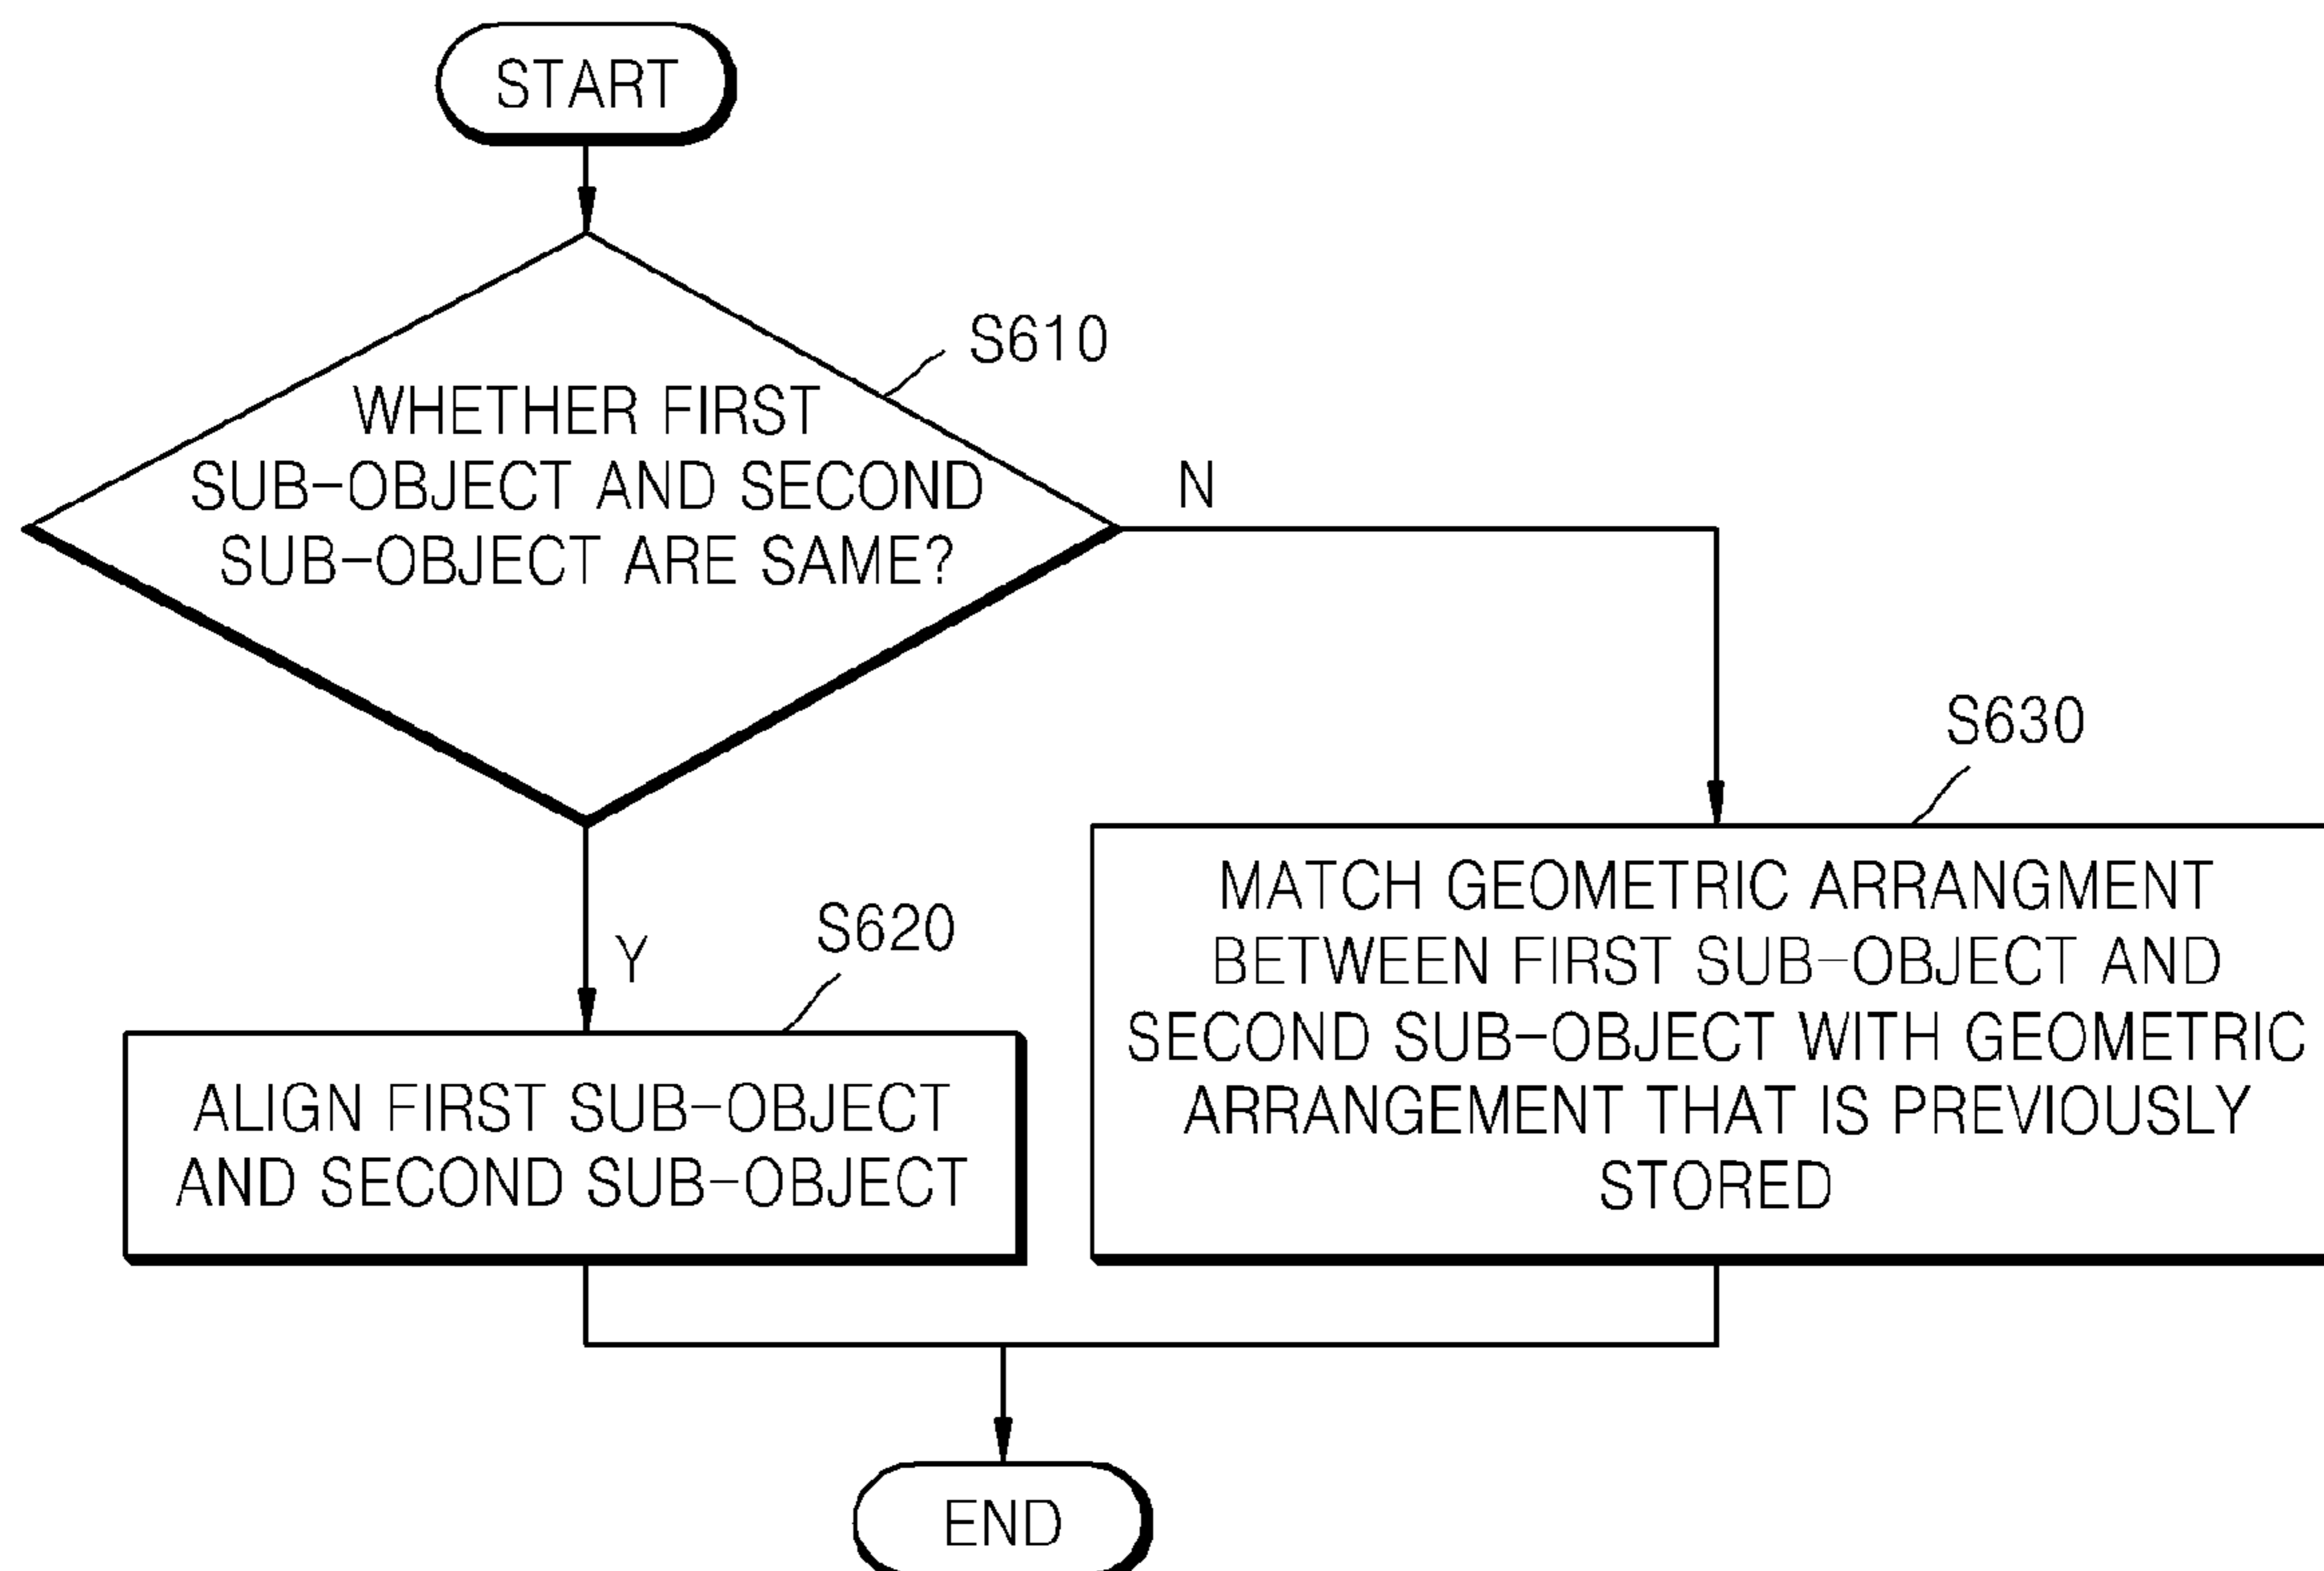 START
S610
WHETHER FIRST
SUB-OBJECT AND SECOND
SUB-OBJECT ARE SAME?
N
S630
MATCH GEOMETRIC ARRANGMENT
BETWEEN FIRST SUB-OBJECT AND
SECOND SUB-OBJECT WITH GEOMETRIC
ARRANGEMENT THAT IS PREVIOUSLY
STORED
Y
S620
ALIGN FIRST SUB-OBJECT
AND SECOND SUB-OBJECT
END